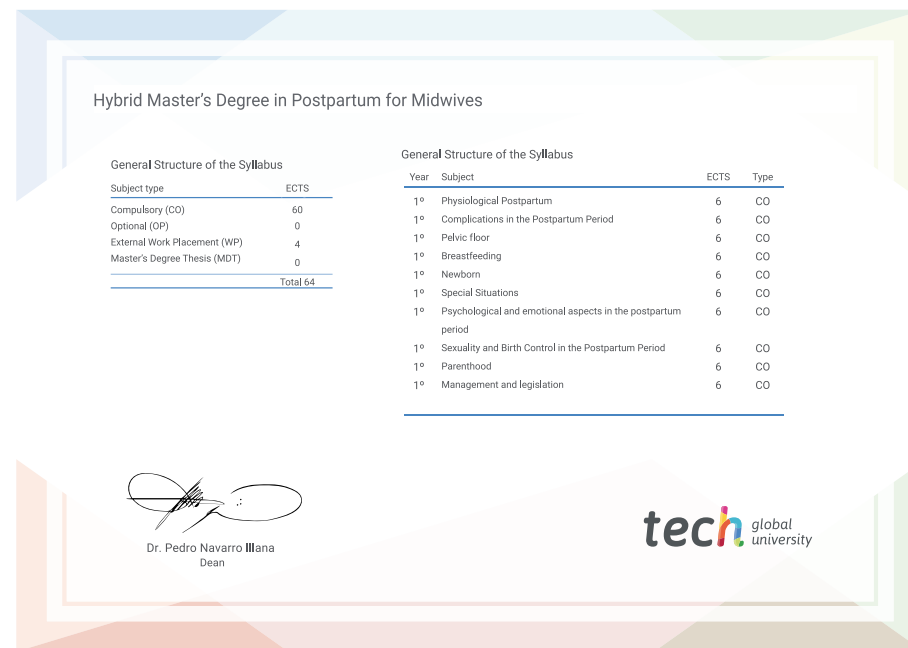 Hybrid Master's Degree in Postpartum for Midwives
General Structure of the Syllabus
Subject type ECTS
Compulsory (CO) 60
Optional (OP) 0
External Work Placement (WP) 4
Master's Degree Thesis (MDT) 0
Total 64
General Structure of the Syllabus
Year Subject ECTS Type
1º Physiological Postpartum 6 CO
1º Complications in the Postpartum Period 6 CO
1º Pelvic floor 6 CO
1º Breastfeeding 6 CO
1º Newborn 6 CO
1º Special Situations 6 CO
1º Psychological and emotional aspects in the postpartum 6 CO
period
1º Sexuality and Birth Control in the Postpartum Period 6 CO
1º Parenthood 6 CO
1º Management and legislation 6 CO
Dr. Pedro Navarro Illana
Dean
tech global
university